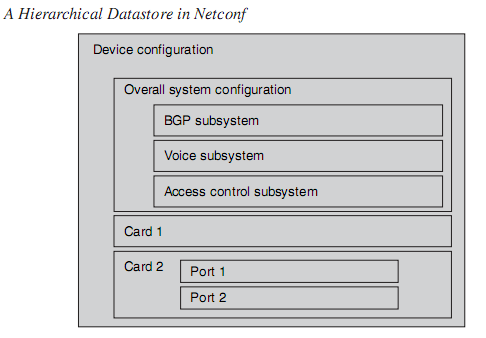 A Hierarchical Datastore in Netconf
Device configuration
Overall system configuration
BGP subsystem
Voice subsystem
Access control subsystem
Card 1
Card 2
Port 1
Port 2